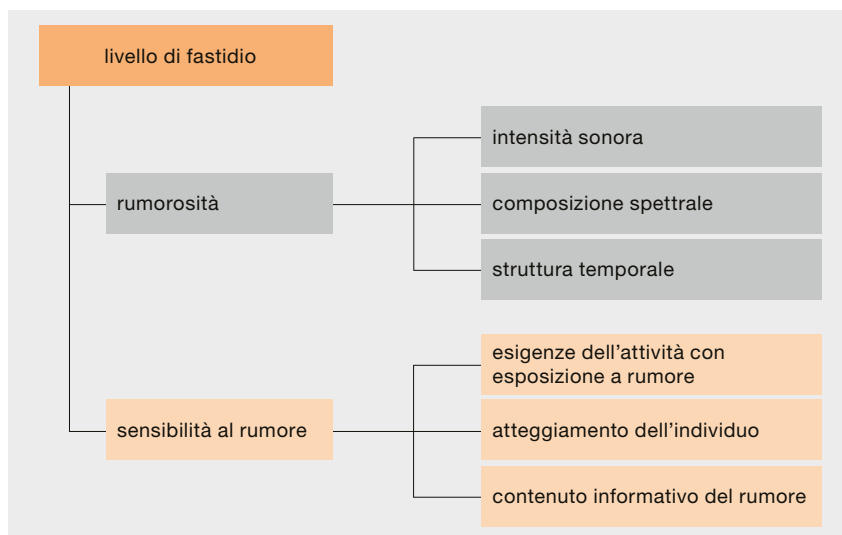 livello di fastidio
rumorosità
intensità sonora
composizione spettrale
struttura temporale
sensibilità al rumore
esigenze dell'attività con
esposizione a rumore
atteggiamento dell'individuo
contenuto informativo del rumore